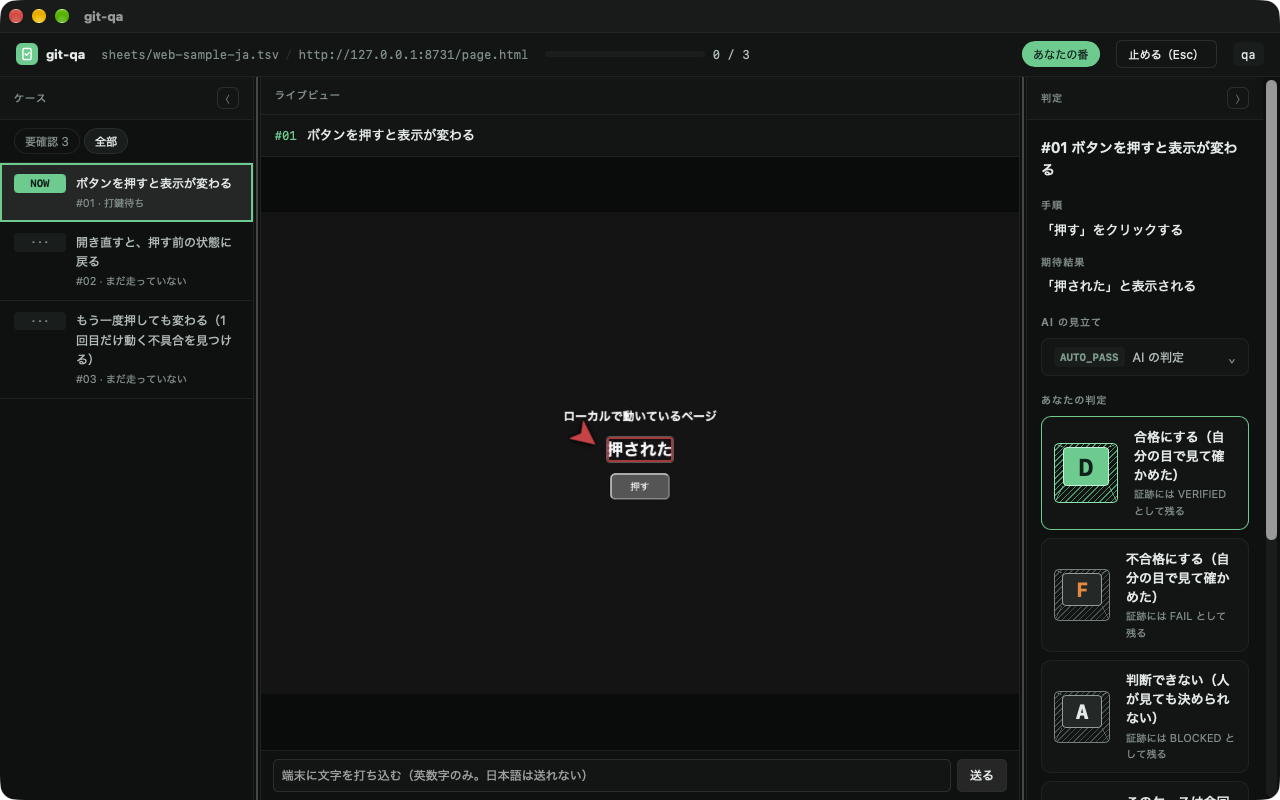 git-qa
git-qa sheets/web-sample-ja.tsv / http://127.0.0.1:8731/page.html 0 / 3 あなたの番 止める（Esc） qa
ケース
要確認 3 全部
NOW ボタンを押すと表示が変わる
#01 · 打鍵待ち
··· 開き直すと、押す前の状態に
戻る
#02 · まだ走っていない
··· もう一度押しても変わる（1
回目だけ動く不具合を見つけ
る）
#03 · まだ走っていない
ライブビュー
#01 ボタンを押すと表示が変わる
ローカルで動いているページ
押された
押す
端末に文字を打ち込む（英数字のみ。日本語は送れない）
送る
判定
#01 ボタンを押すと表示が変わ
る
手順
「押す」をクリックする
期待結果
「押された」と表示される
AI の見立て
AUTO_PASS AI の判定
あなたの判定
D
合格にする（自
分の目で見て確
かめた）
証跡には VERIFIED
として残る
F
不合格にする（自
分の目で見て確か
めた）
証跡には FAIL として
残る
A
判断できない（人
が見ても決められ
ない）
証跡には BLOCKED と
して残る